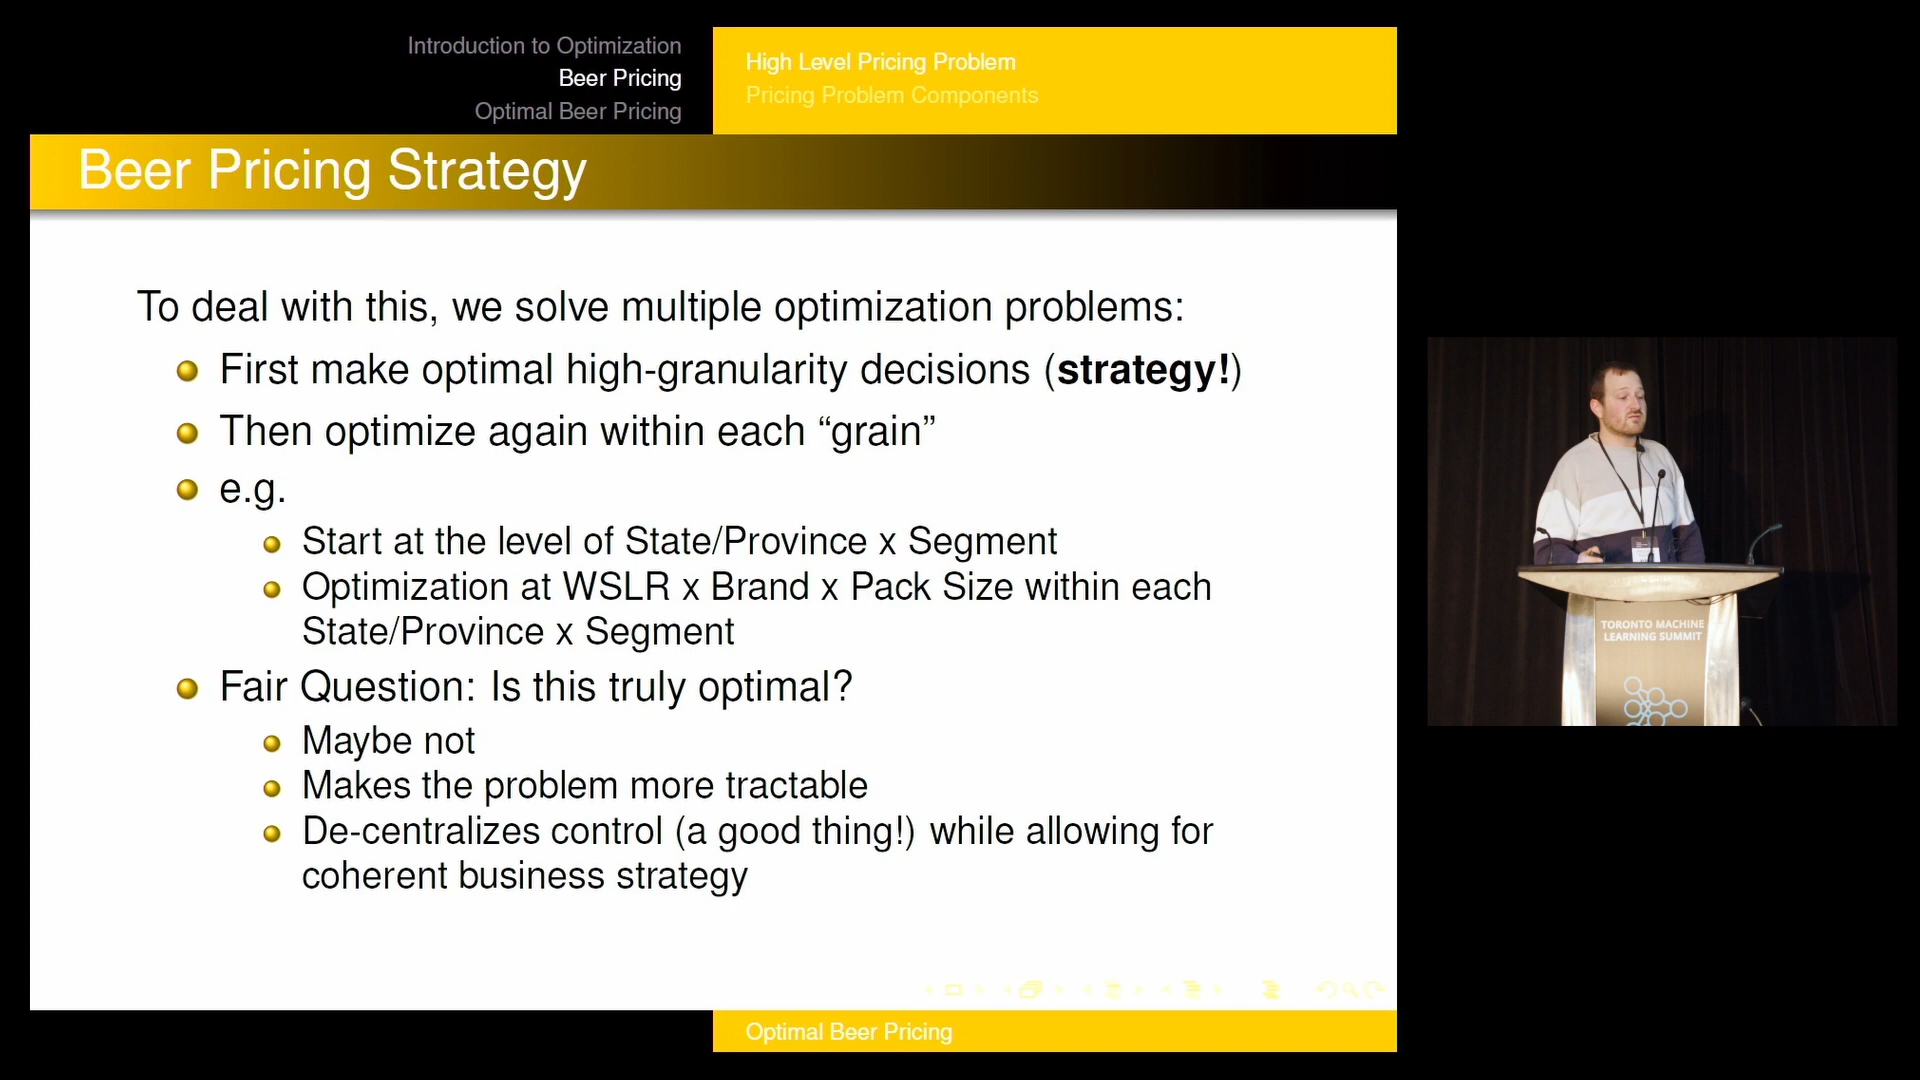 Introduction to Optimization
Beer Pricing
Optimal Beer Pricing
High Level Pricing Problem
Pricing Problem Components
Beer Pricing Strategy
To deal with this, we solve multiple optimization problems:
First make optimal high-granularity decisions (strategy!)
Then optimize again within each “grain”
e.g.
Start at the level of State/Province x Segment
Optimization at WSLR x Brand x Pack Size within each
State/Province x Segment
Fair Question: Is this truly optimal?
Maybe not
Makes the problem more tractable
De-centralizes control (a good thing!) while allowing for
coherent business strategy
Optimal Beer Pricing
TORONTO MACHINE
LEARNING SUMMIT